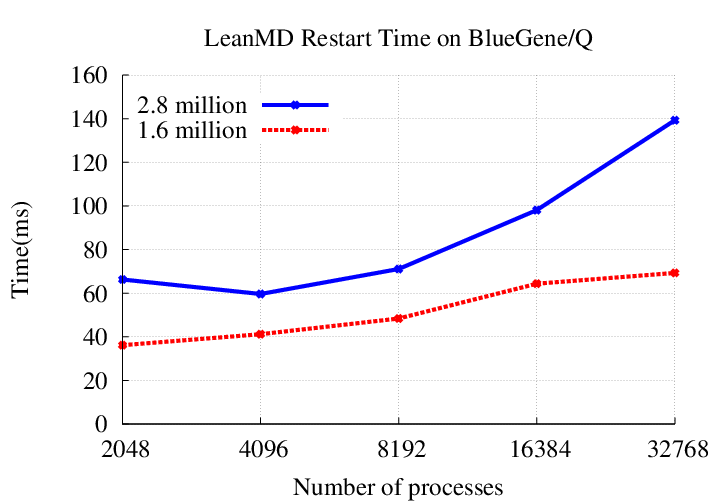 LeanMD Restart Time on BlueGene/Q
160
140
120
100
80
60
40
20
0
2.8 million
1.6 million
Time(ms)
2048 4096 8192 16384 32768
Number of processes